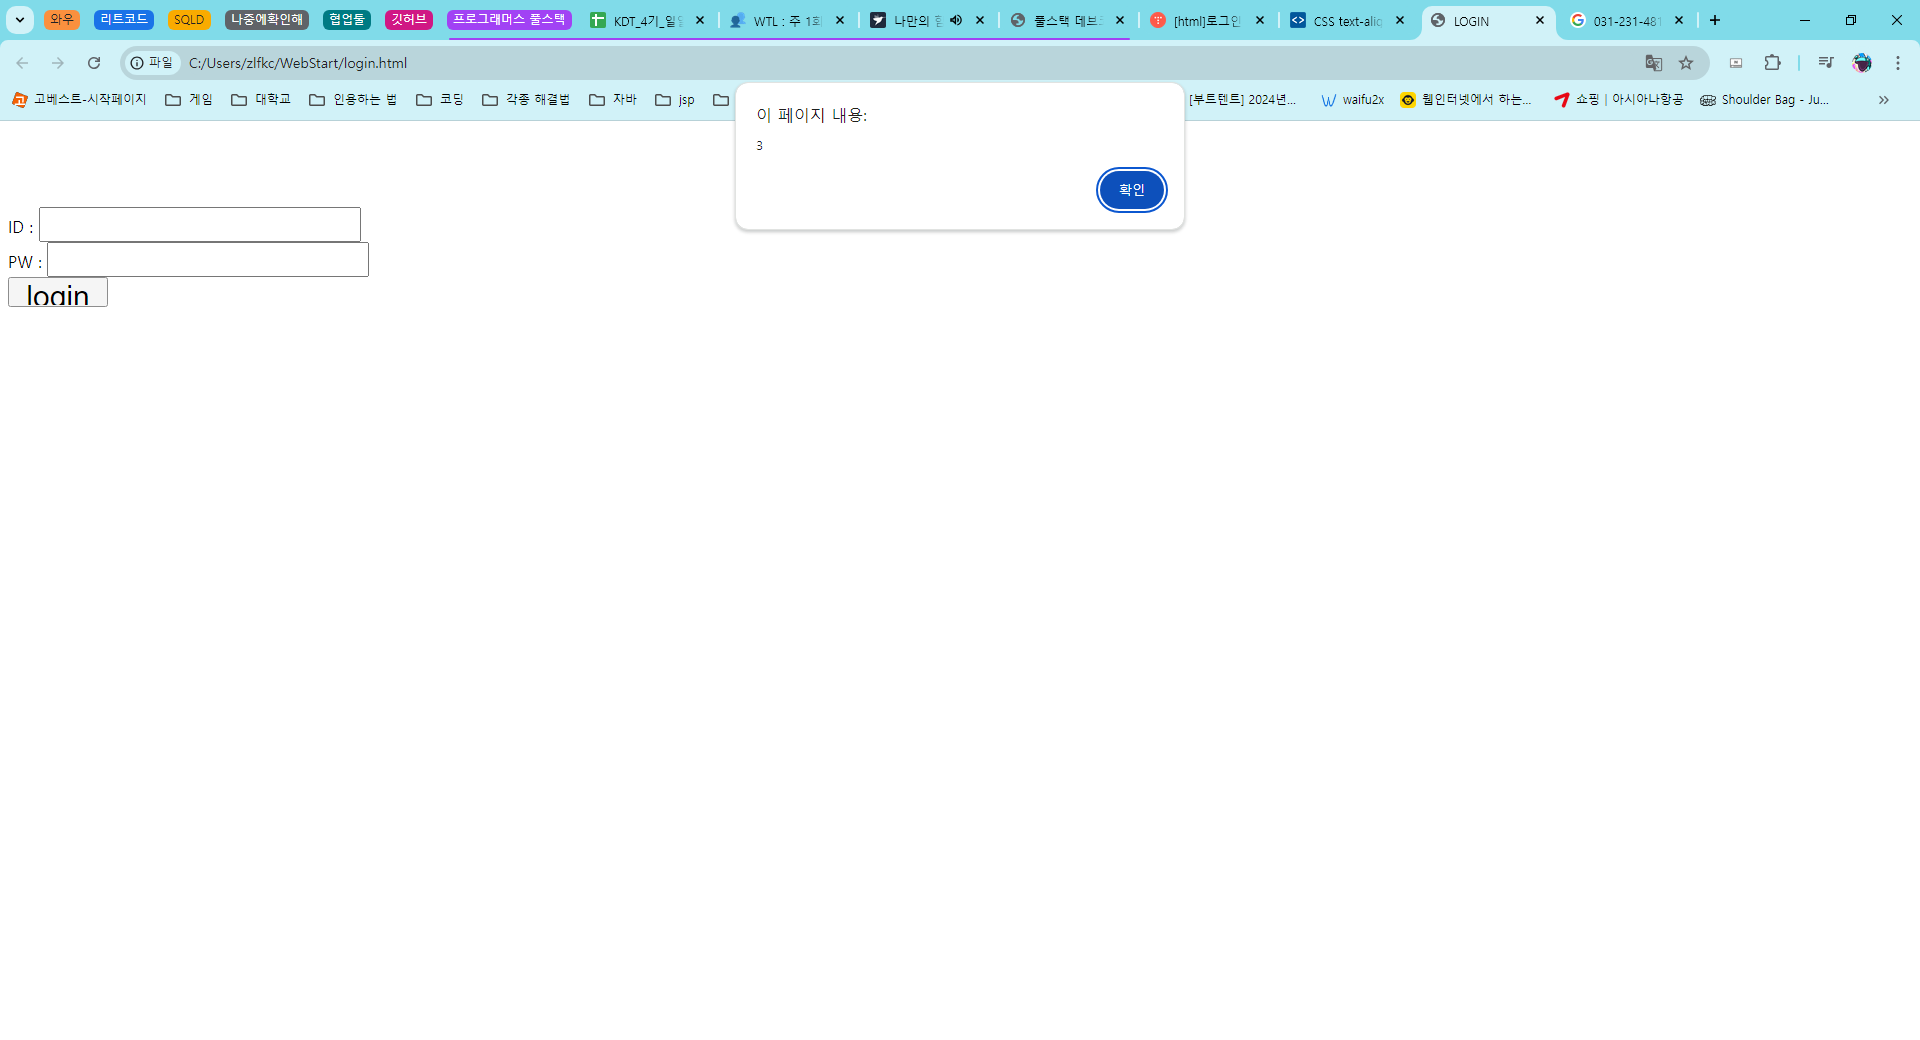 와우 리트코드 SQLD 나중에확인해 협업툴 깃허브 프로그래머스 풀스택 KDT_4기_일일 WTL : 주 1회 나만의 풀스택 데브 [html]로그인 CSS text-alig LOGIN 031-231-481
파일 C:/Users/zlfkc/WebStart/login.html
고베스트-시작페이지 게임 대학교 인용하는 법 코딩 각종 해결법 자바 jsp [부트텐트] 2024년... waifu2x 웹인터넷에서 하는... 쇼핑 | 아시아나항공 Shoulder Bag - Ju...
이 페이지 내용:
3
확인
ID :
PW :
login